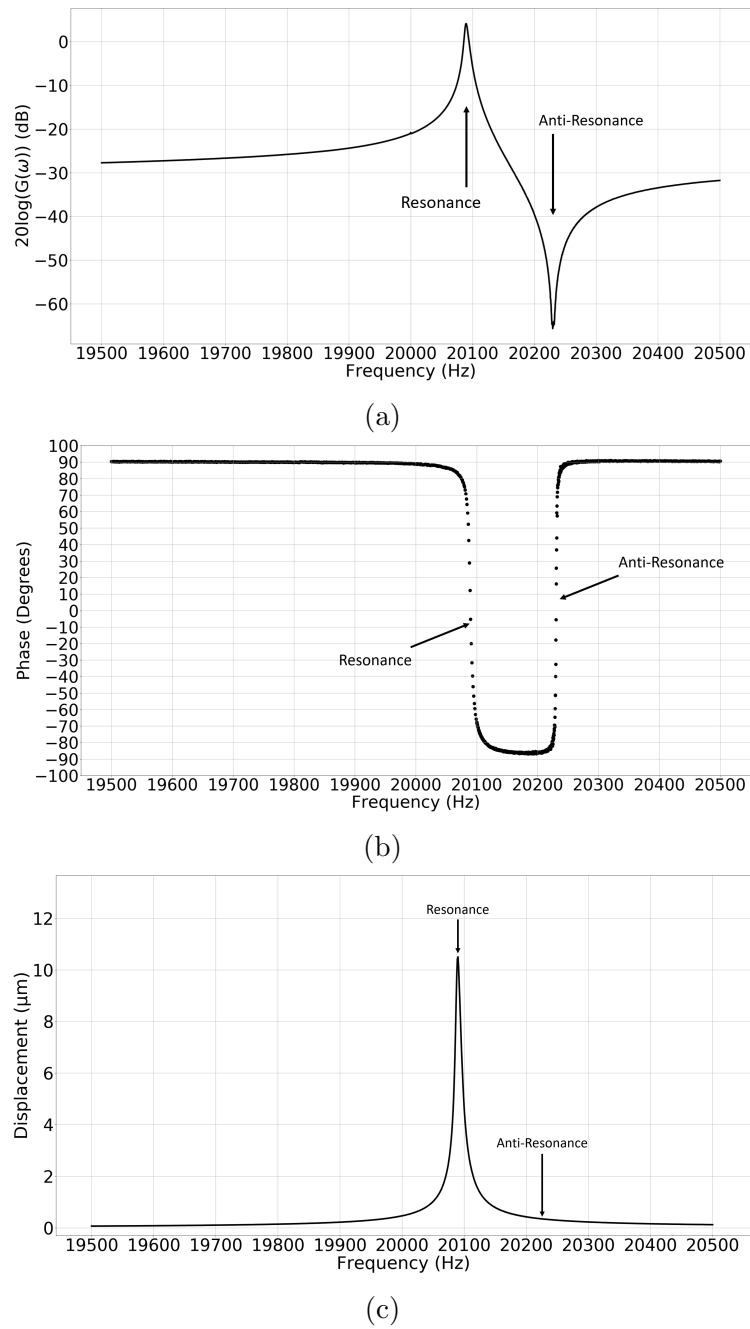 20log(G(ω)) (dB)
0
−10
−20
−30
−40
−50
−60
Anti-Resonance
Resonance
19500 19600 19700 19800 19900 20000 20100 20200 20300 20400 20500
Frequency (Hz)
(a)
Phase (Degrees)
100
90
80
70
60
50
40
30
20
10
0
−10
−20
−30
−40
−50
−60
−70
−80
−90
−100
Anti-Resonance
Resonance
19500 19600 19700 19800 19900 20000 20100 20200 20300 20400 20500
Frequency (Hz)
(b)
Displacement (μm)
12
10
8
6
4
2
0
Resonance
Anti-Resonance
19500 19600 19700 19800 19900 20000 20100 20200 20300 20400 20500
Frequency (Hz)
(c)